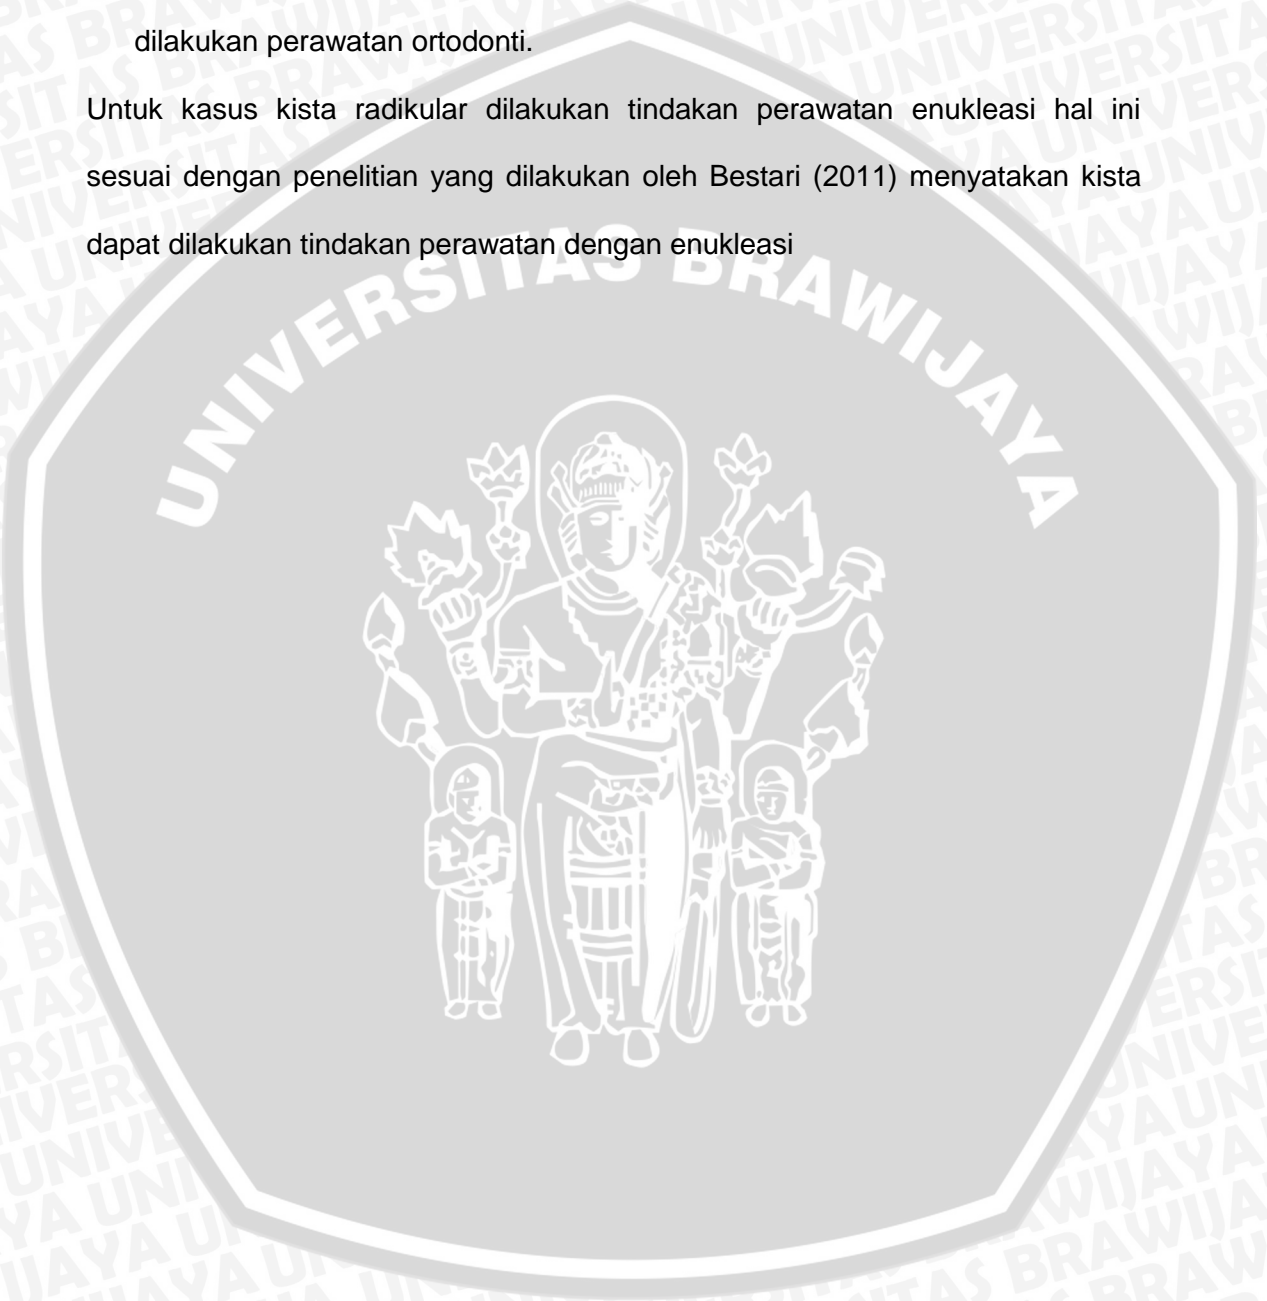 dilakukan perawatan ortodonti.
Untuk kasus kista radikular dilakukan tindakan perawatan enukleasi hal ini
sesuai dengan penelitian yang dilakukan oleh Bestari (2011) menyatakan kista
dapat dilakukan tindakan perawatan dengan enukleasi
UNIVERSITAS BRAWIJAYA